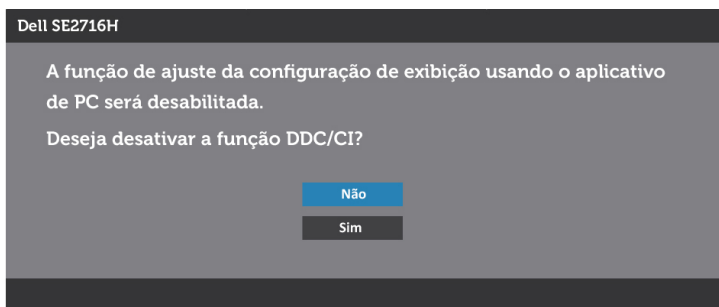 Dell SE2716H
A função de ajuste da configuração de exibição usando o aplicativo
de PC será desabilitada.
Deseja desativar a função DDC/CI?
Não
Sim